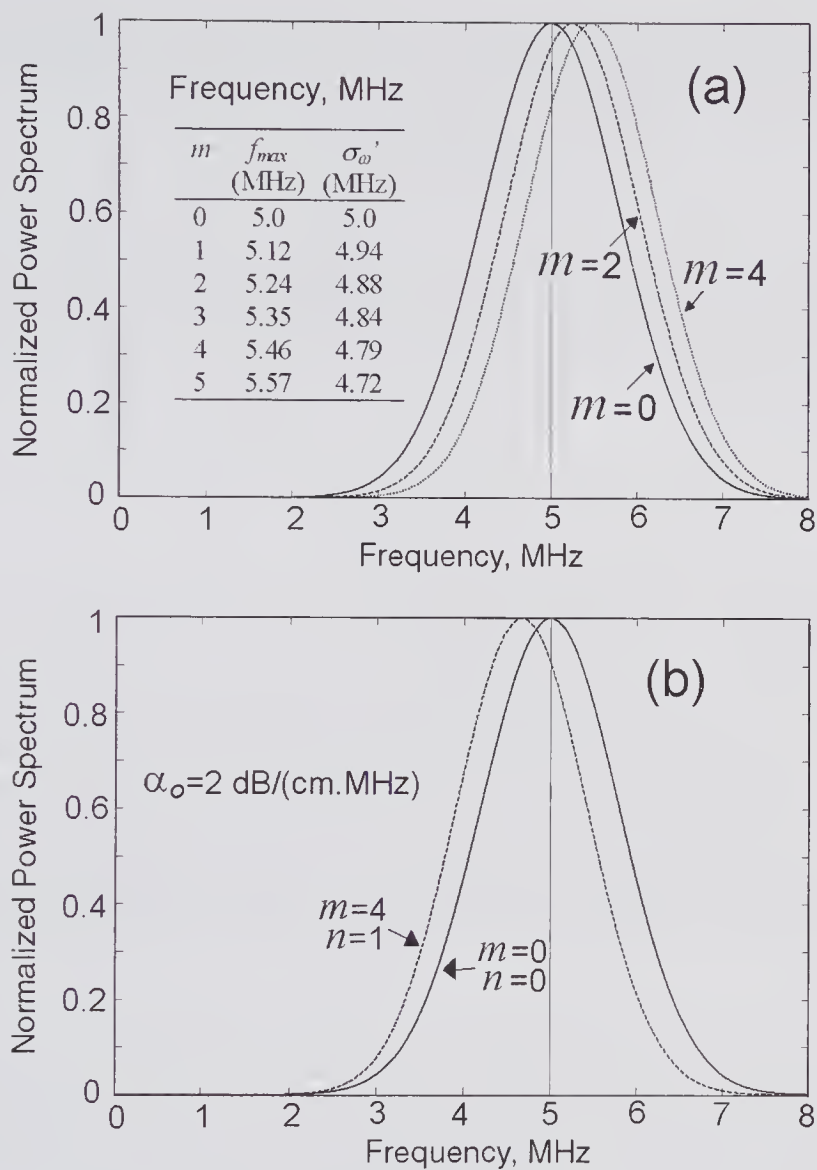 (a)
Normalized Power Spectrum
1
0.8
0.6
0.4
0.2
0
Frequency, MHz
m f_max σ_ω'
(MHz) (MHz)
0 5.0 5.0
1 5.12 4.94
2 5.24 4.88
3 5.35 4.84
4 5.46 4.79
5 5.57 4.72
m=2
m=4
m=0
0 1 2 3 4 5 6 7 8
Frequency, MHz
(b)
Normalized Power Spectrum
1
0.8
0.6
0.4
0.2
0
α_o=2 dB/(cm.MHz)
m=4
n=1
m=0
n=0
0 1 2 3 4 5 6 7 8
Frequency, MHz